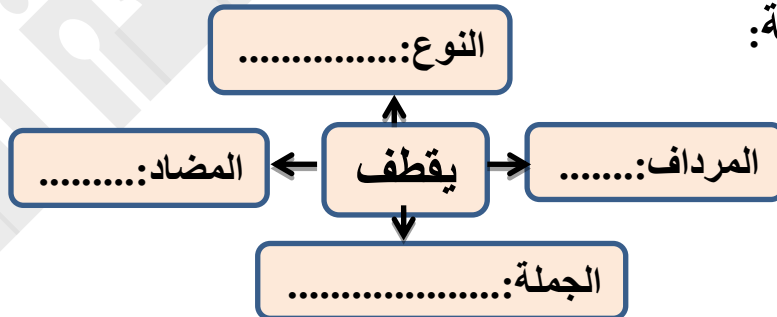 ة:
النوع:...............
المرداف:.......
يقطف
المضاد:.........
الجملة:....................